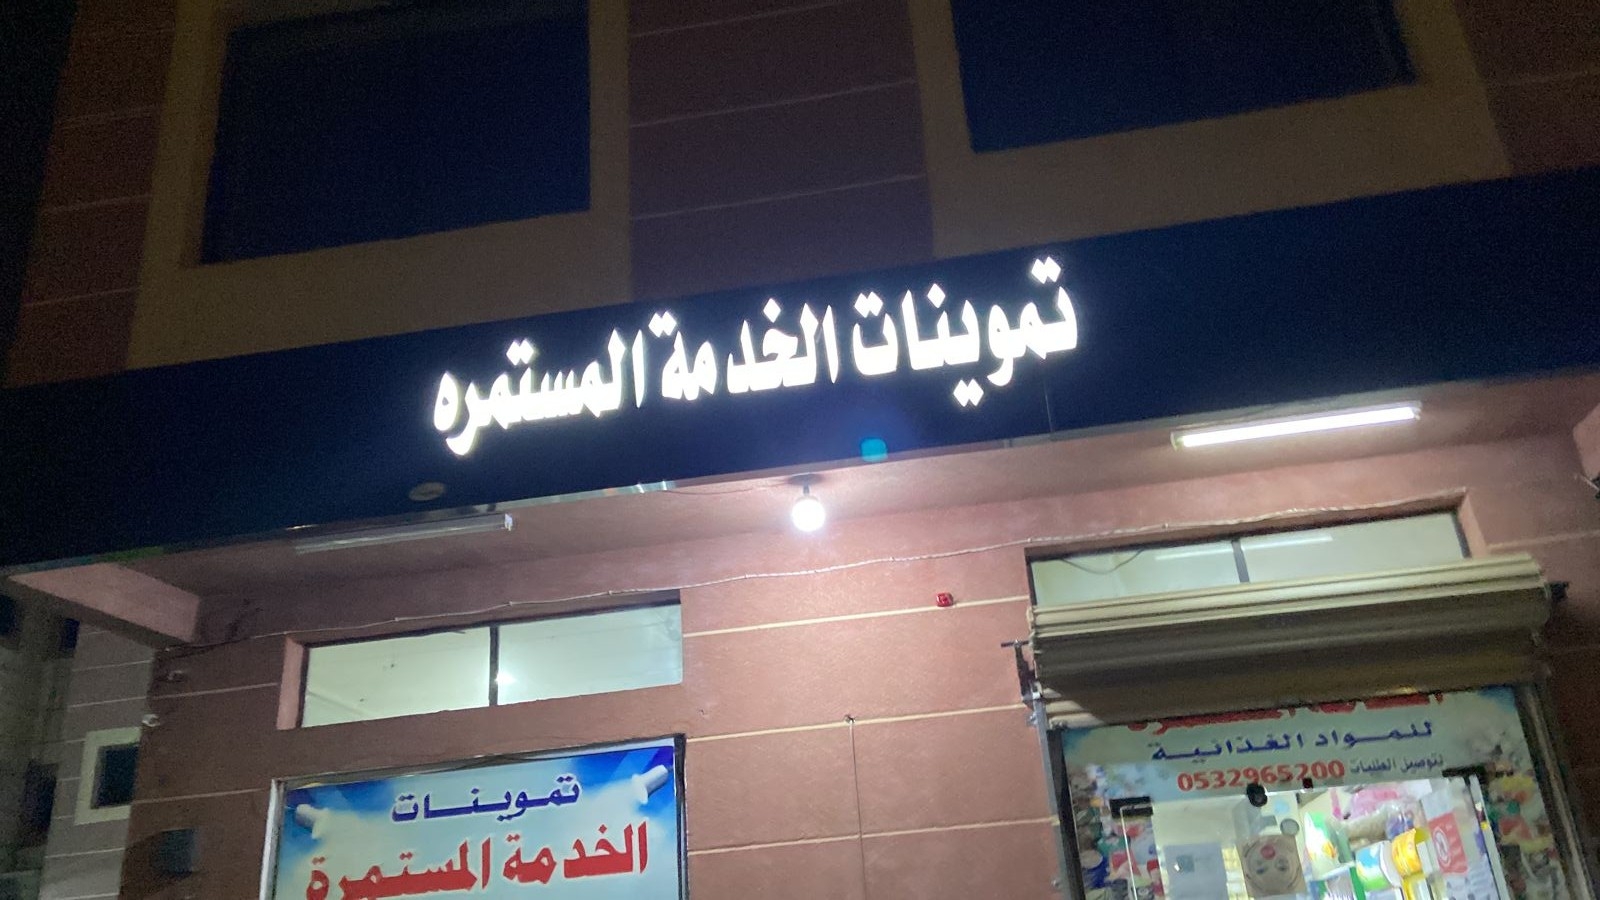 تموينات الخدمة المستمره
تموينات
الخدمة المستمرة
للمواد الغذائية
لتوصيل الطلبات 0532965200